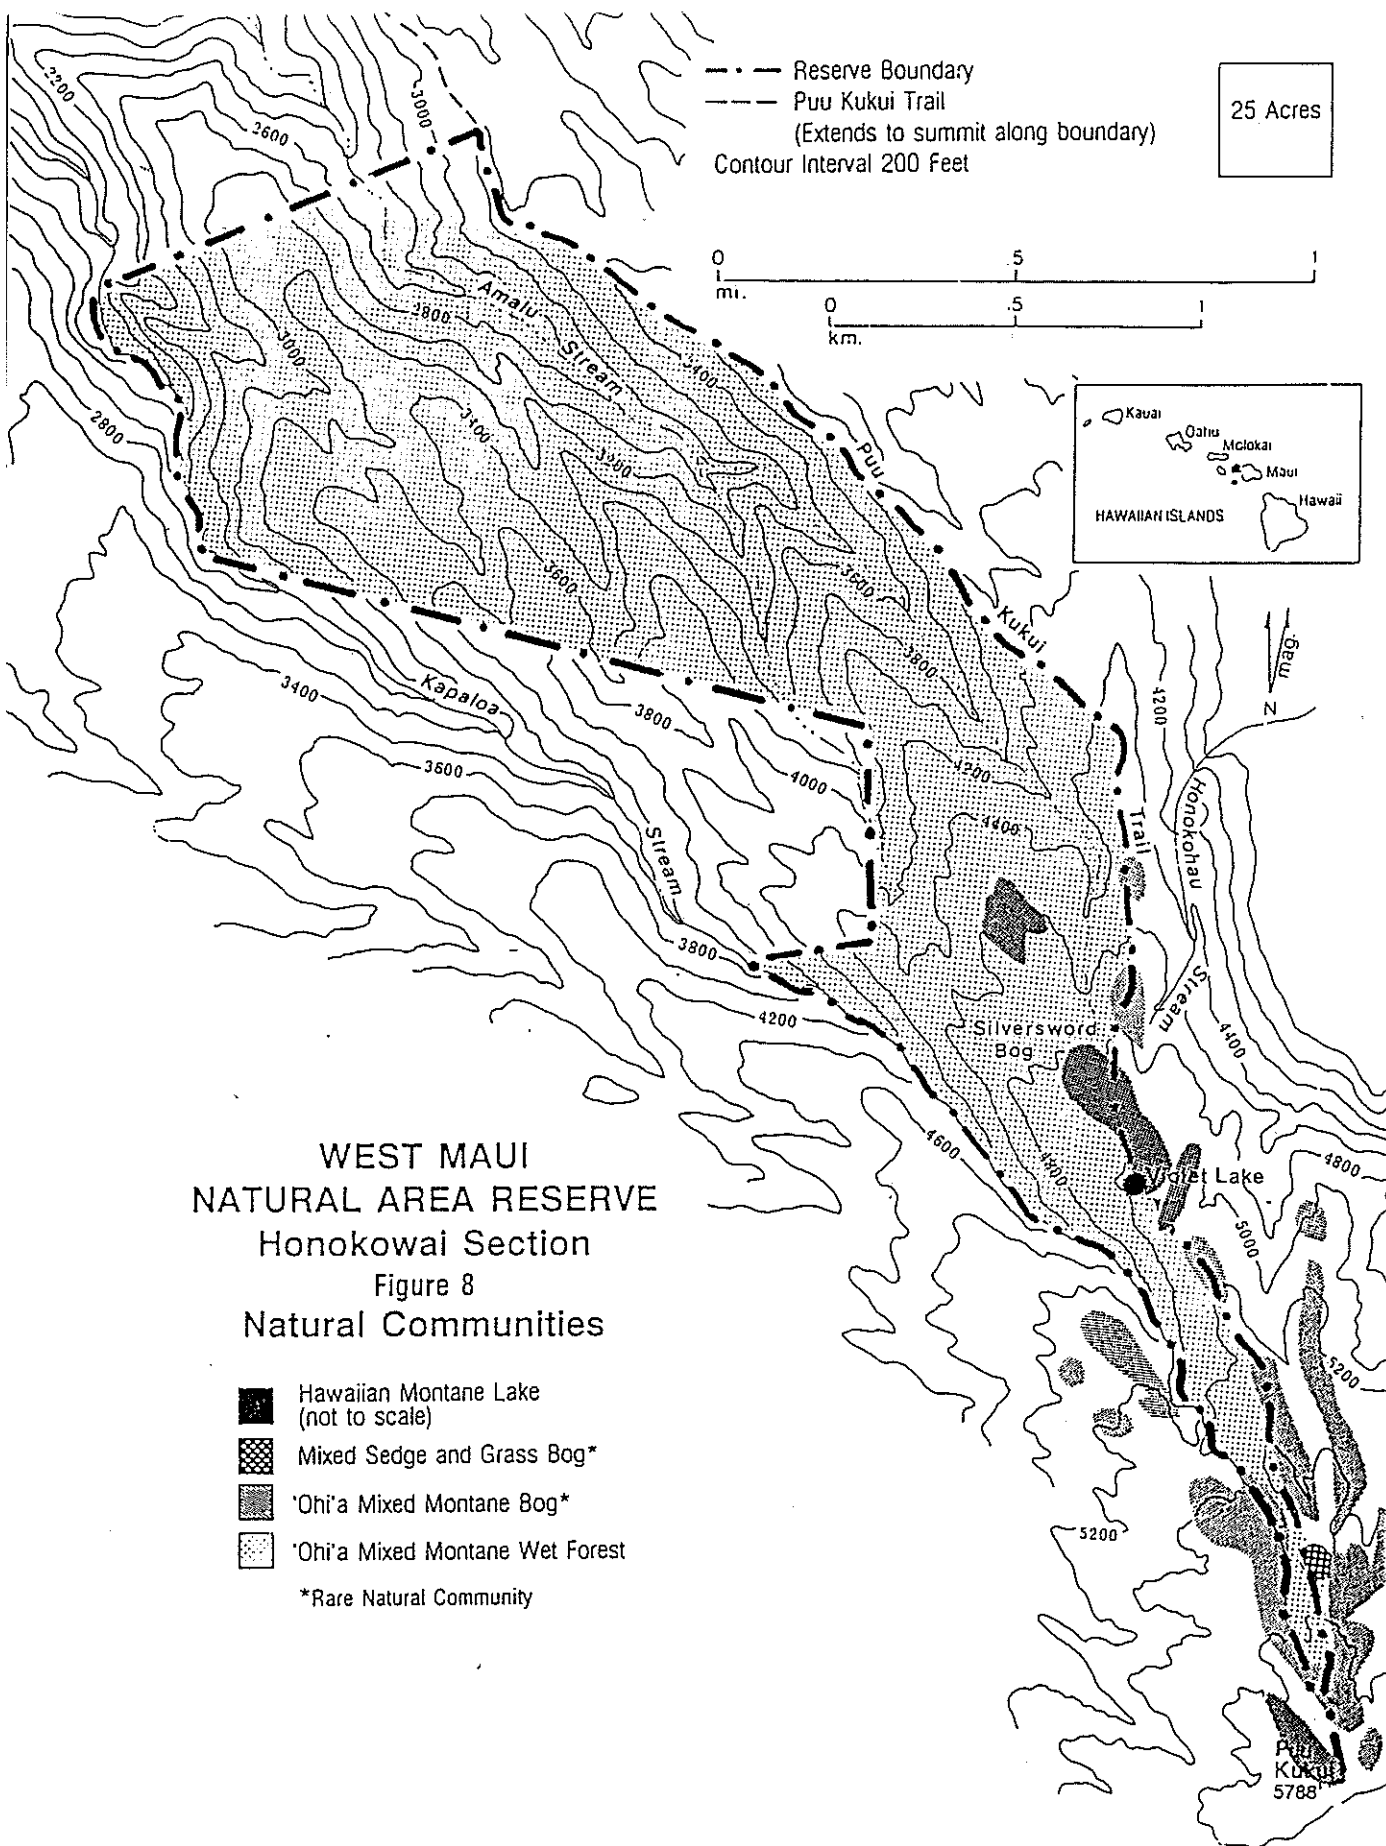 Reserve Boundary
Puu Kukui Trail
(Extends to summit along boundary)
Contour Interval 200 Feet
25 Acres
0 .5 1
mi.
0 .5 1
km.
Kauai
Oahu
Molokai
Maui
Hawaii
HAWAIIAN ISLANDS
mag.
N
2200
2600
3000
Amalu
2800
Stream
3000
3400
2800
3400
3200
Puu
3600
3600
Kukui
3800
4200
Kapaloa
3400
3800
3600
4000
4200
Trail
Honokohau
4400
Stream
3800
4200
Silversword
Bog
Stream
4400
4600
4800
Violet Lake
4800
5000
5200
5200
Puu
Kukui
5788'
WEST MAUI
NATURAL AREA RESERVE
Honokowai Section
Figure 8
Natural Communities
Hawaiian Montane Lake
(not to scale)
Mixed Sedge and Grass Bog*
'Ohi'a Mixed Montane Bog*
'Ohi'a Mixed Montane Wet Forest
*Rare Natural Community